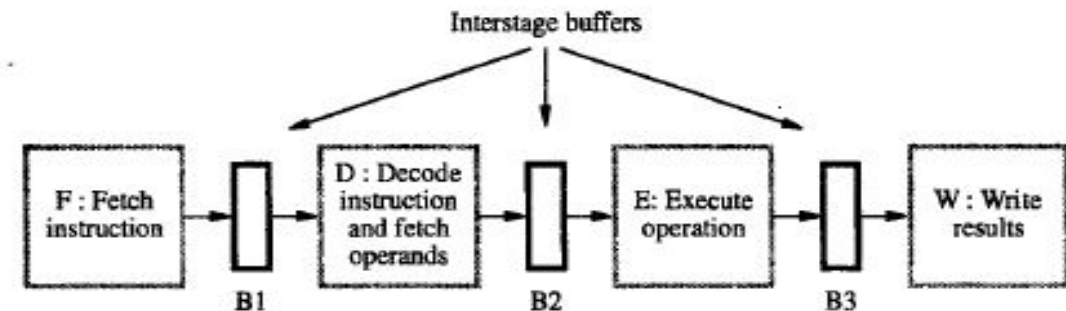 Interstage buffers
F : Fetch
instruction
D : Decode
instruction
and fetch
operands
E: Execute
operation
W : Write
results
B1
B2
B3